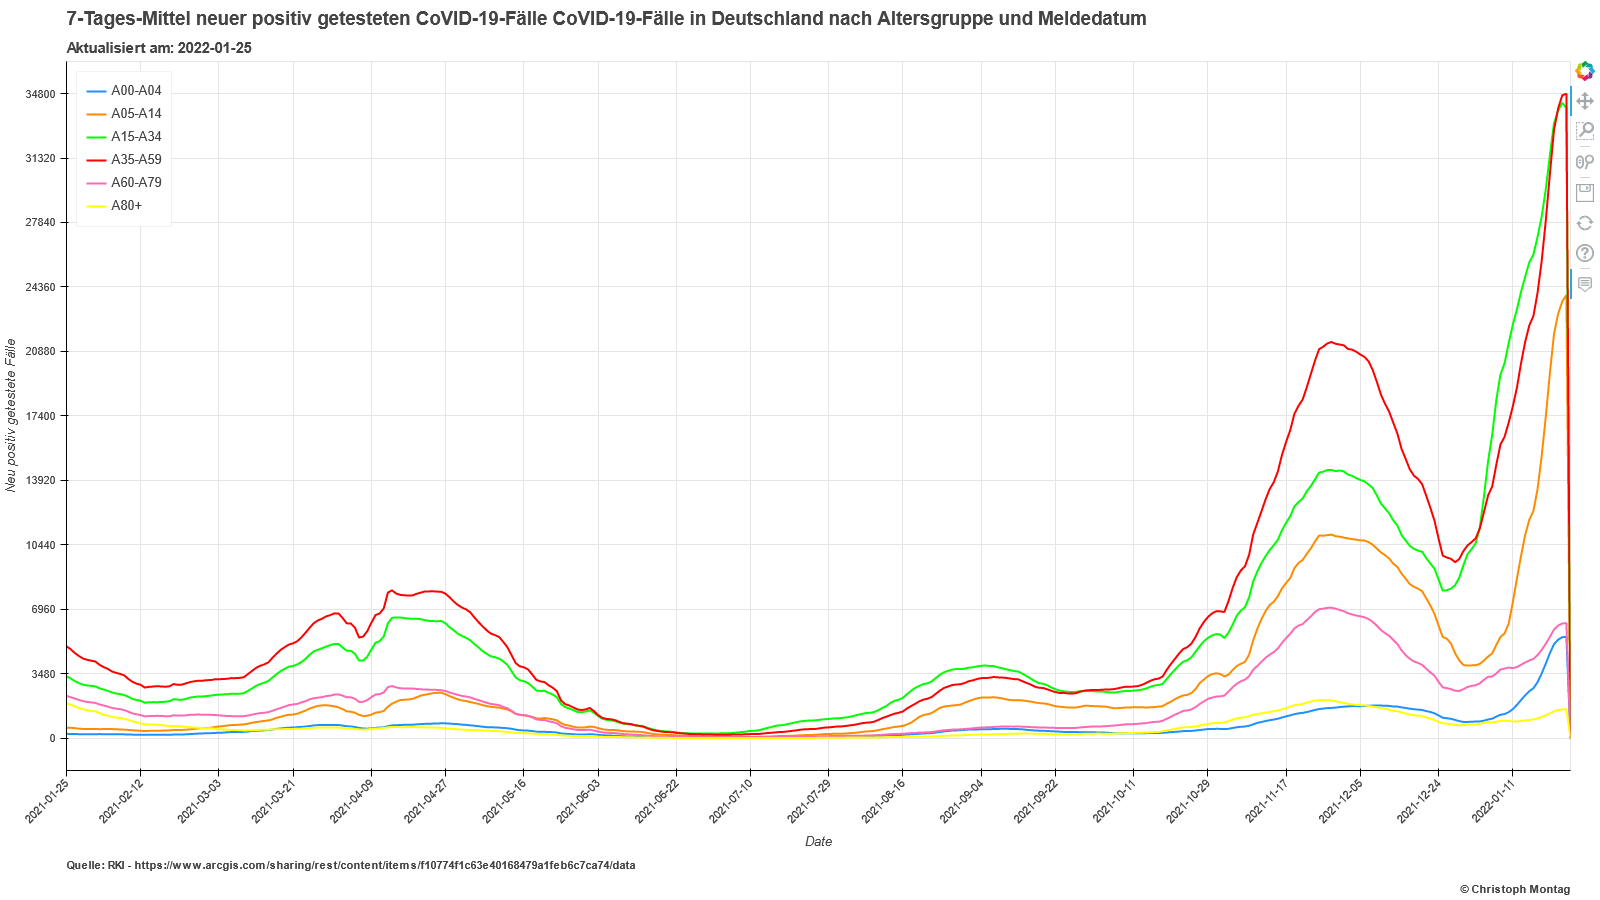 7-Tages-Mittel neuer positiv getesteten CoVID-19-Fälle CoVID-19-Fälle in Deutschland nach Altersgruppe und Meldedatum
Aktualisiert am: 2022-01-25
A00-A04
A05-A14
A15-A34
A35-A59
A60-A79
A80+
34800
31320
27840
24360
20880
17400
13920
10440
6960
3480
0
Neu positiv getestete Fälle
2021-01-25
2021-02-12
2021-03-03
2021-03-21
2021-04-09
2021-04-27
2021-05-16
2021-06-03
2021-06-22
2021-07-10
2021-07-29
2021-08-16
2021-09-04
2021-09-22
2021-10-11
2021-10-29
2021-11-17
2021-12-05
2021-12-24
2022-01-11
Date
Quelle: RKI - https://www.arcgis.com/sharing/rest/content/items/f10774f1c63e40168479a1feb6c7ca74/data
© Christoph Montag